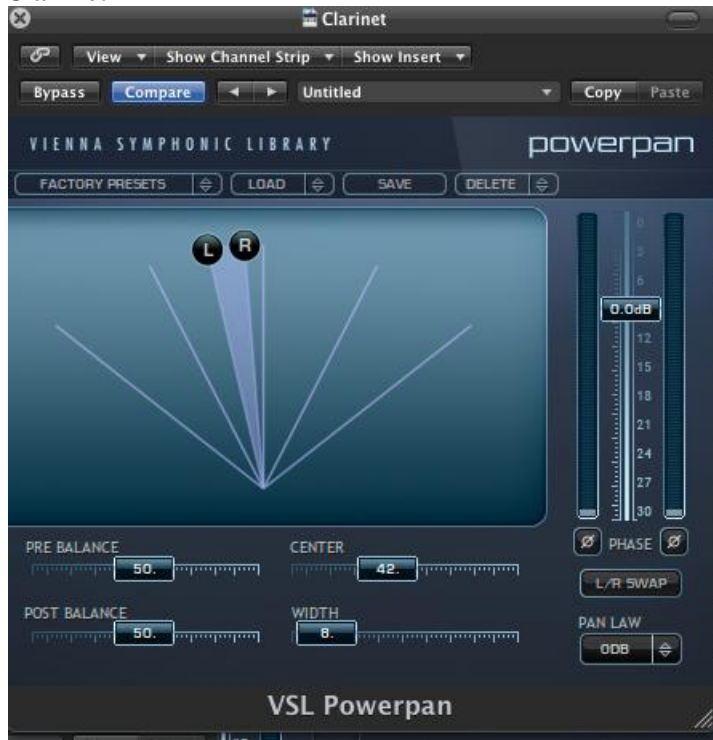 Clarinet
View Show Channel Strip Show Insert
Bypass Compare Untitled Copy Paste
VIENNA SYMPHONIC LIBRARY powerpan
FACTORY PRESETS LOAD SAVE DELETE
L R
0
3
6
0.0dB
12
15
18
21
24
27
30
Ø PHASE Ø
PRE BALANCE CENTER
50. 42.
L/R SWAP
POST BALANCE WIDTH
50. 8.
PAN LAW
0DB
VSL Powerpan